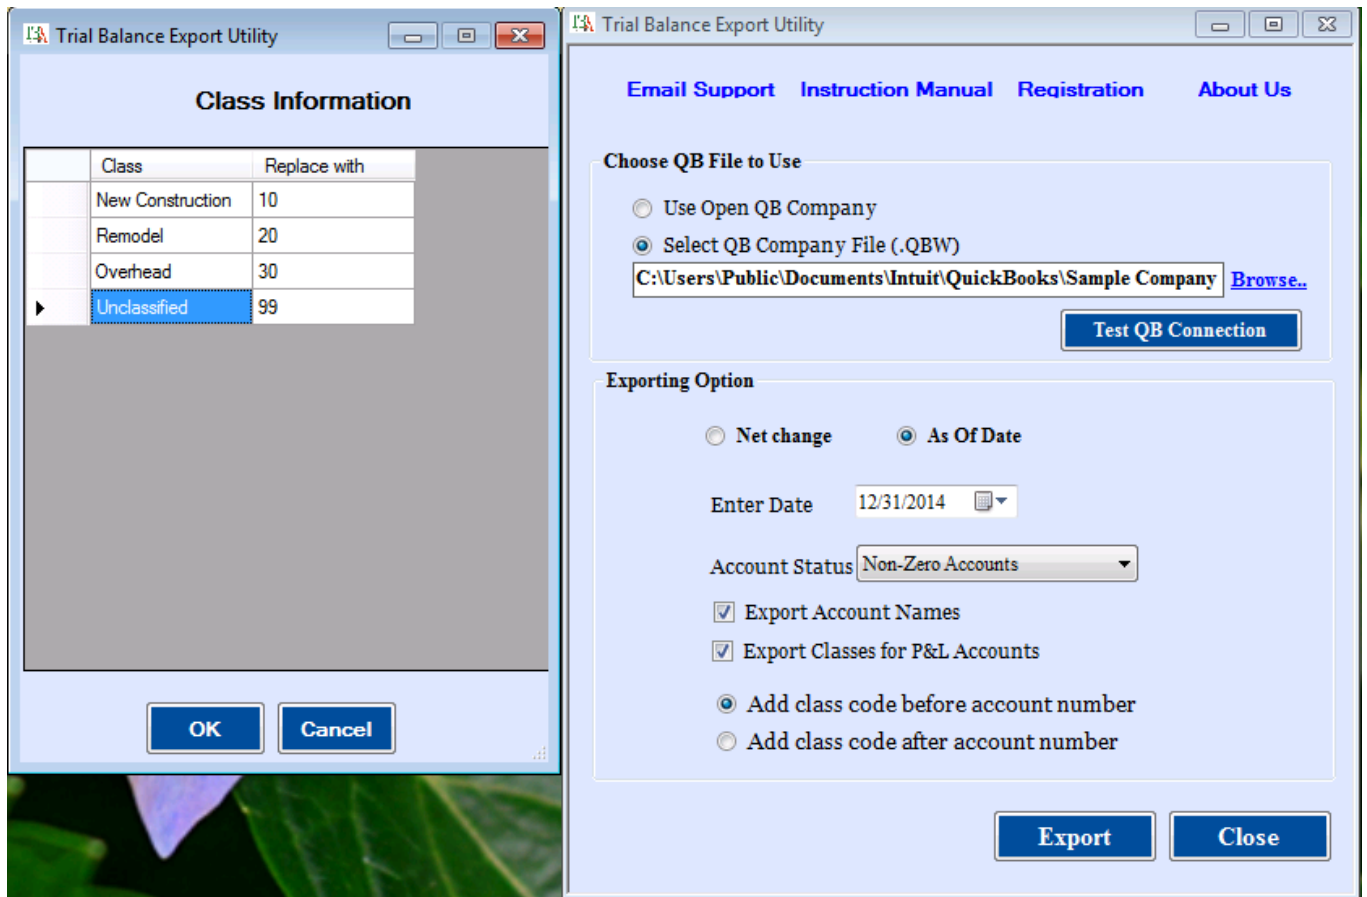 Trial Balance Export Utility
Class Information
Class Replace with
New Construction 10
Remodel 20
Overhead 30
Unclassified 99
OK Cancel
Trial Balance Export Utility
Email Support Instruction Manual Registration About Us
Choose QB File to Use
Use Open QB Company
Select QB Company File (.QBW)
C:\Users\Public\Documents\Intuit\QuickBooks\Sample Company Browse..
Test QB Connection
Exporting Option
Net change As Of Date
Enter Date 12/31/2014
Account Status Non-Zero Accounts
Export Account Names
Export Classes for P&L Accounts
Add class code before account number
Add class code after account number
Export Close